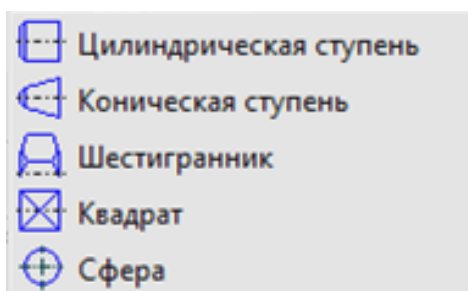 Цилиндрическая ступень
Коническая ступень
Шестигранник
Квадрат
Сфера